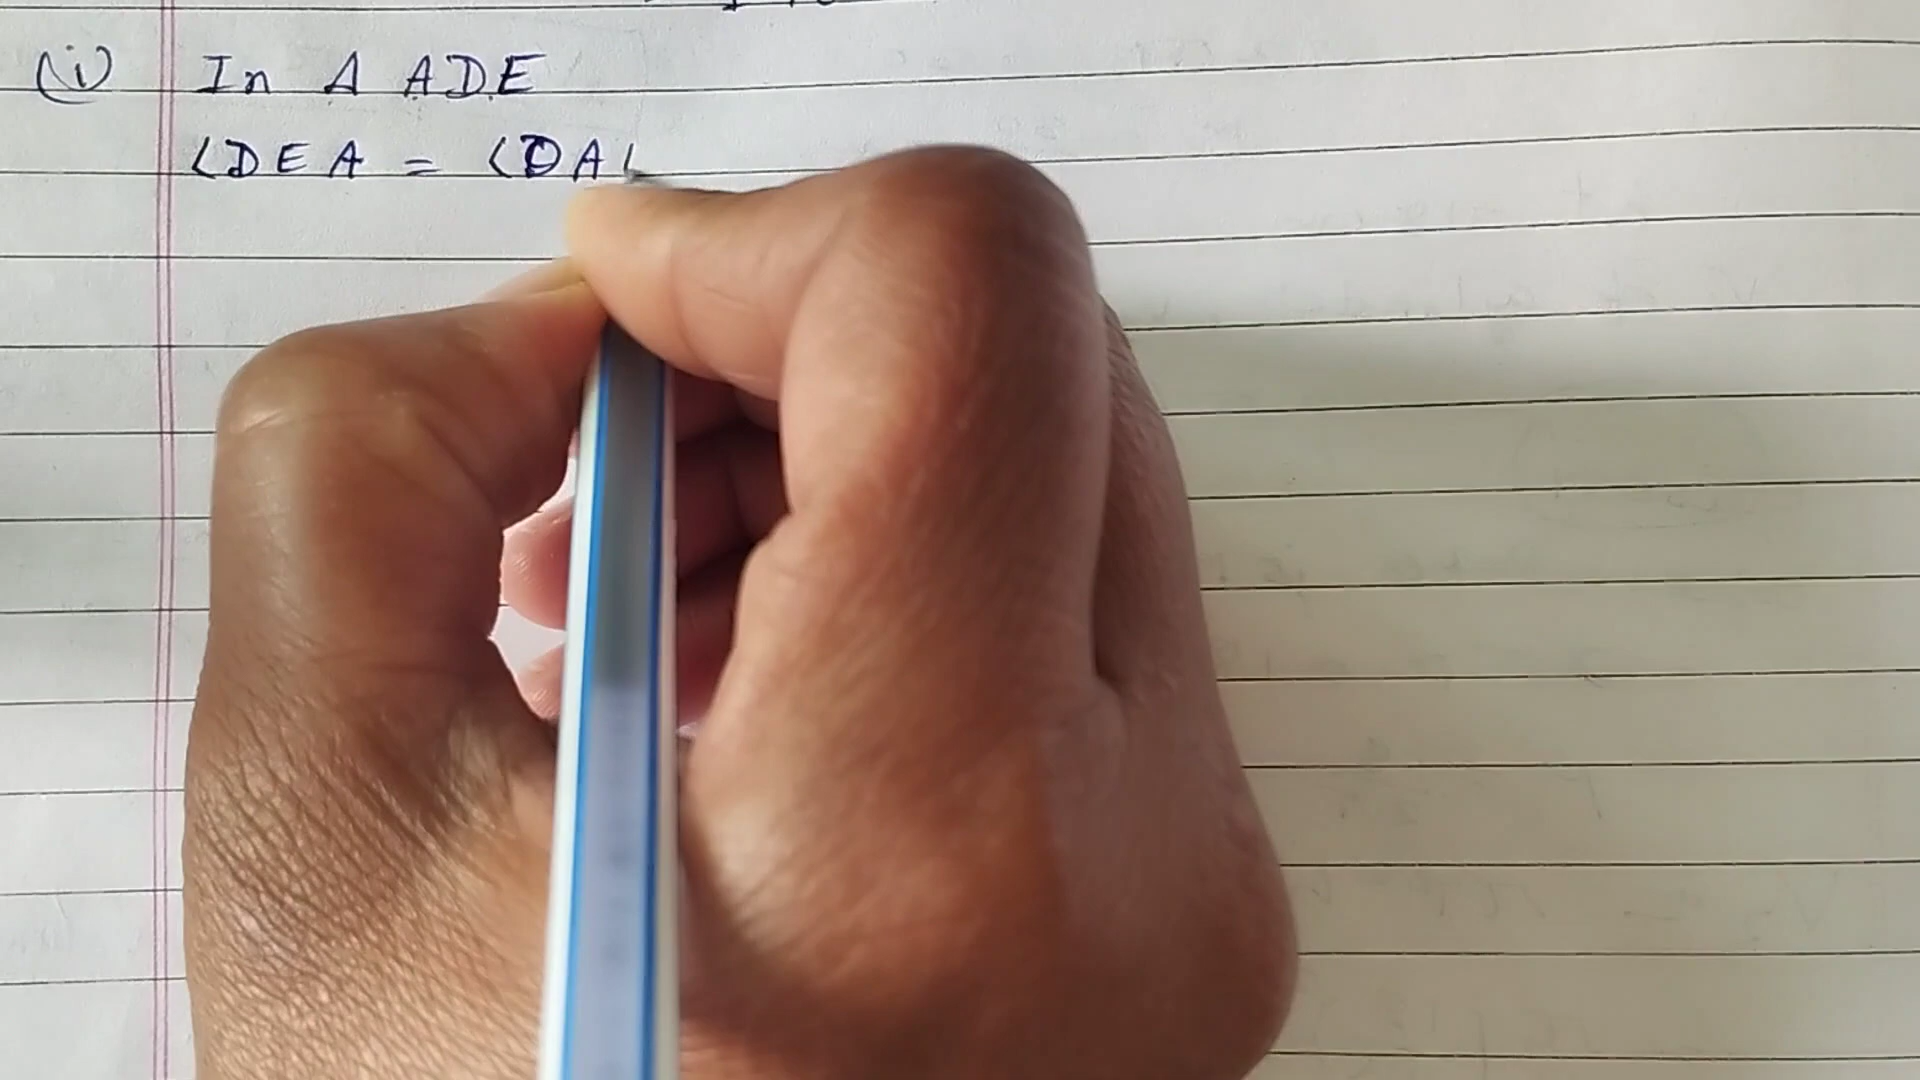 (i) In Δ ADE
∠DEA = ∠DA